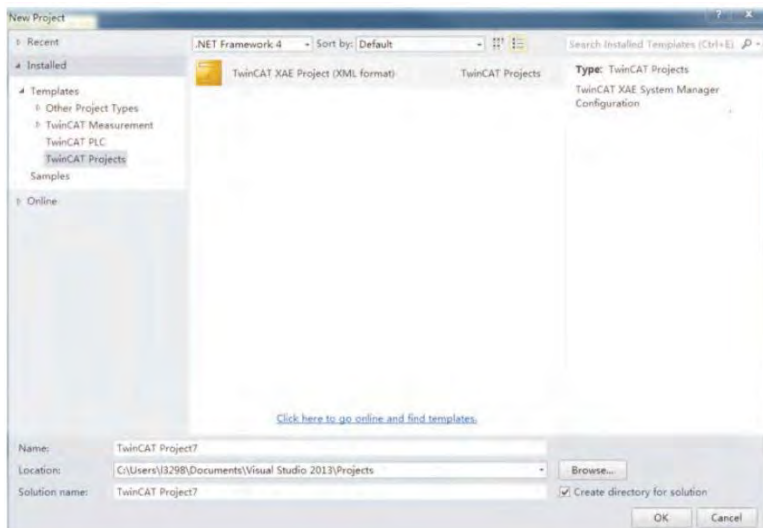 New Project
Recent
.NET Framework 4
Sort by: Default
Search Installed Templates (Ctrl+E)
Installed
TwinCAT XAE Project (XML format)
TwinCAT Projects
Type: TwinCAT Projects
TwinCAT XAE System Manager
Configuration
Templates
Other Project Types
TwinCAT Measurement
TwinCAT PLC
TwinCAT Projects
Samples
Online
Click here to go online and find templates.
Name:
TwinCAT Project7
Location:
C:\Users\l3298\Documents\Visual Studio 2013\Projects
Browse...
Solution name:
TwinCAT Project7
Create directory for solution
OK
Cancel